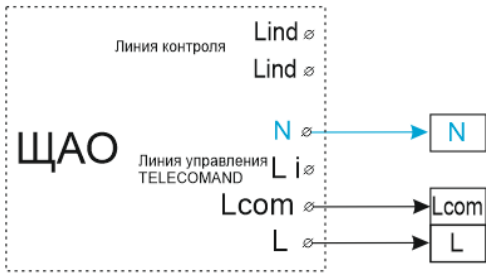 Линия контроля
Lind
Lind
N
N
ЩАО
Линия управления
TELECOMAND
L i
Lcom
Lcom
L
L